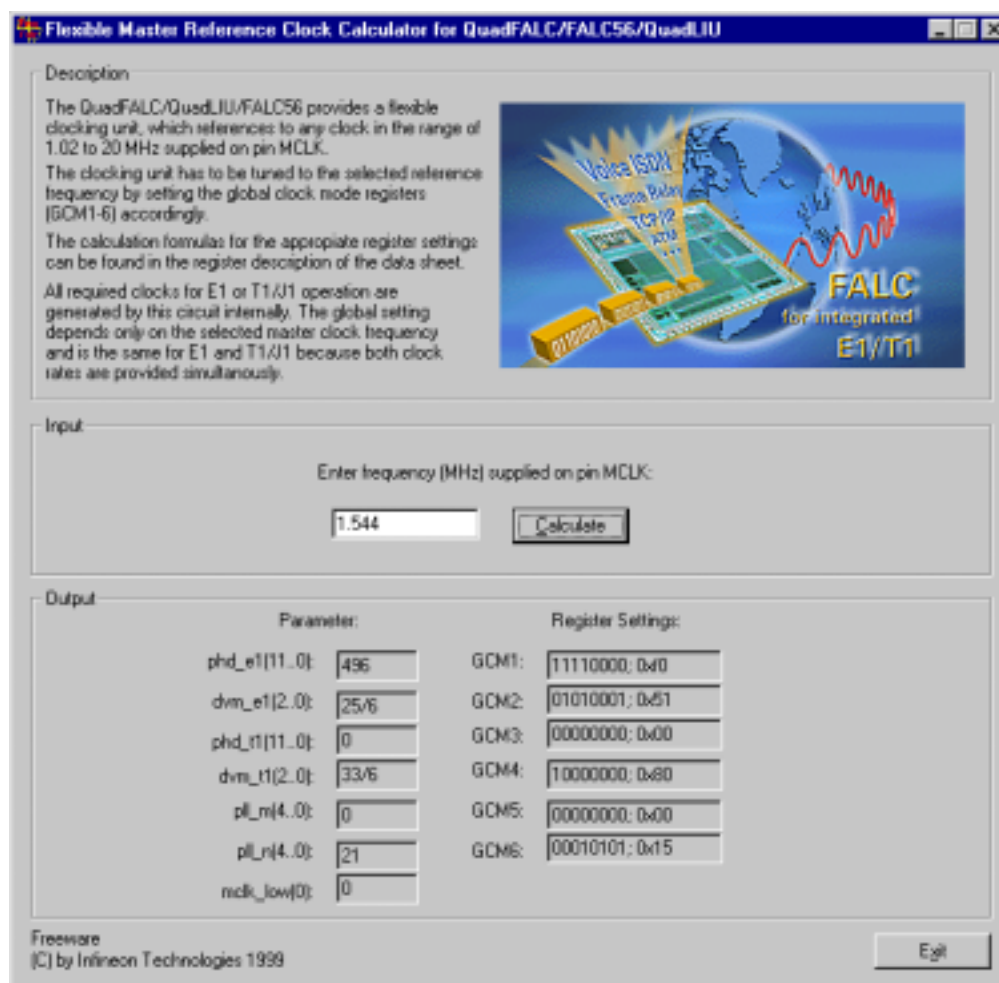 Flexible Master Reference Clock Calculator for QuadFALC/FALC56/QuadLIU
Description
The QuadFALC/QuadLIU/FALC56 provides a flexible
clocking unit, which references to any clock in the range of
1.02 to 20 MHz supplied on pin MCLK.
The clocking unit has to be tuned to the selected reference
frequency by setting the global clock mode registers
(GCM1-6) accordingly.
The calculation formulas for the appropiate register settings
can be found in the register description of the data sheet.
All required clocks for E1 or T1/J1 operation are
generated by this circuit internally. The global setting
depends only on the selected master clock frequency
and is the same for E1 and T1/J1 because both clock
rates are provided simultanously.
Voice ISDN
Frame Relay
TCP/IP
ATM
...
FALC
for integrated
E1/T1
Input
Enter frequency (MHz) supplied on pin MCLK:
1.544
Calculate
Output
Parameter: Register Settings:
phd_e1(11..0): 496 GCM1: 11110000; 0xf0
dvm_e1(2..0): 25/6 GCM2: 01010001; 0x51
phd_t1(11..0): 0 GCM3: 00000000; 0x00
dvm_t1(2..0): 33/6 GCM4: 10000000; 0x80
pll_m(4..0): 0 GCM5: 00000000; 0x00
pll_n(4..0): 21 GCM6: 00010101; 0x15
mclk_low(0): 0
Freeware
(C) by Infineon Technologies 1999
Exit